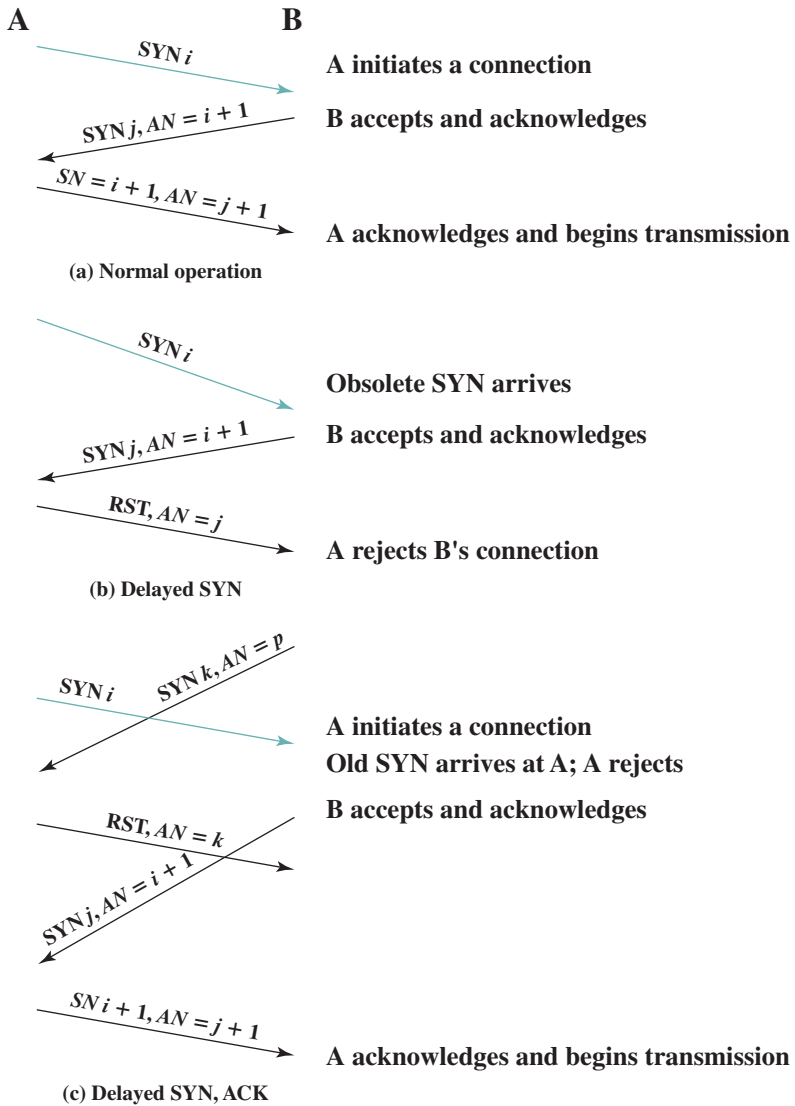 A B
SYN i
A initiates a connection
SYN j, AN = i + 1
B accepts and acknowledges
SN = i + 1, AN = j + 1
A acknowledges and begins transmission
(a) Normal operation
SYN i
Obsolete SYN arrives
SYN j, AN = i + 1
B accepts and acknowledges
RST, AN = j
A rejects B's connection
(b) Delayed SYN
SYN k, AN = p
SYN i
A initiates a connection
Old SYN arrives at A; A rejects
B accepts and acknowledges
RST, AN = k
SYN j, AN = i + 1
SN i + 1, AN = j + 1
A acknowledges and begins transmission
(c) Delayed SYN, ACK